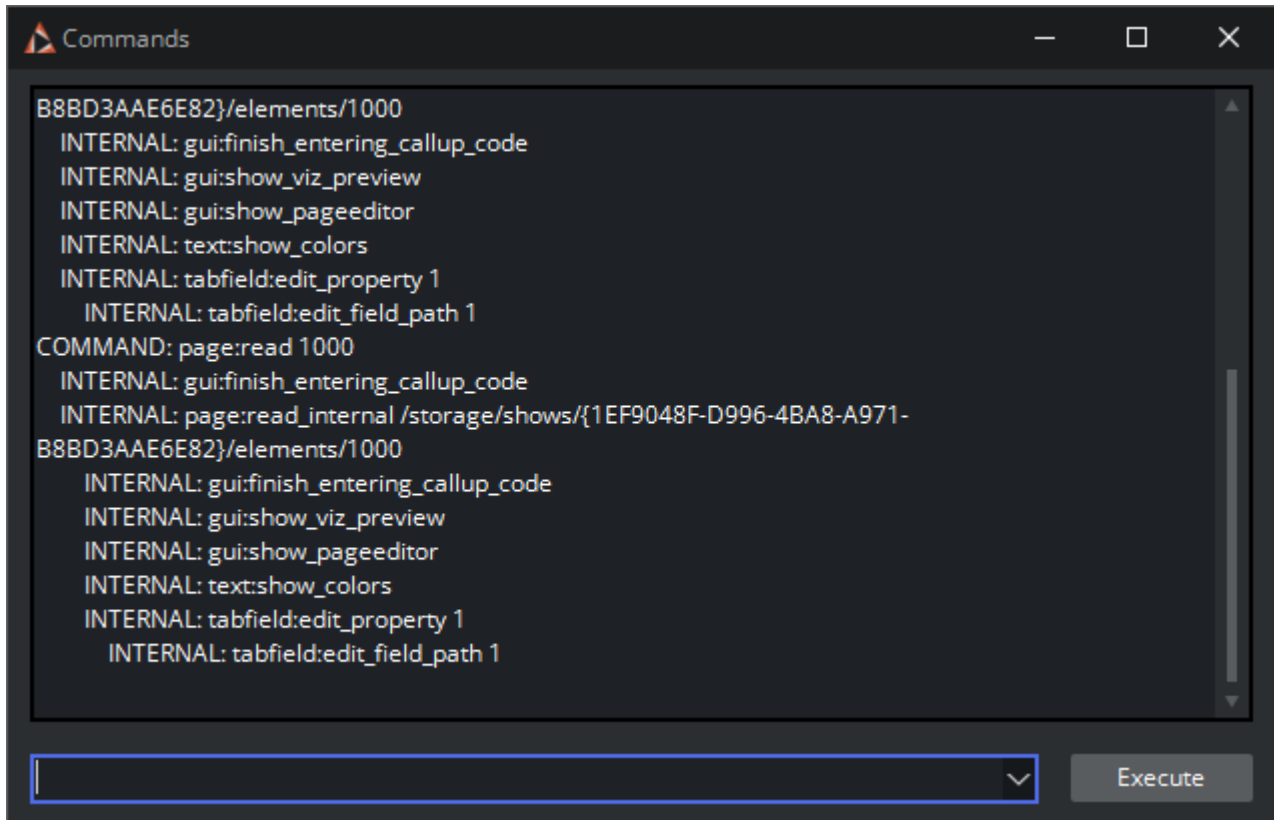 Commands
B8BD3AAE6E82}/elements/1000
INTERNAL: gui:finish_entering_callup_code
INTERNAL: gui:show_viz_preview
INTERNAL: gui:show_pageeditor
INTERNAL: text:show_colors
INTERNAL: tabfield:edit_property 1
INTERNAL: tabfield:edit_field_path 1
COMMAND: page:read 1000
INTERNAL: gui:finish_entering_callup_code
INTERNAL: page:read_internal /storage/shows/{1EF9048F-D996-4BA8-A971-
B8BD3AAE6E82}/elements/1000
INTERNAL: gui:finish_entering_callup_code
INTERNAL: gui:show_viz_preview
INTERNAL: gui:show_pageeditor
INTERNAL: text:show_colors
INTERNAL: tabfield:edit_property 1
INTERNAL: tabfield:edit_field_path 1
Execute